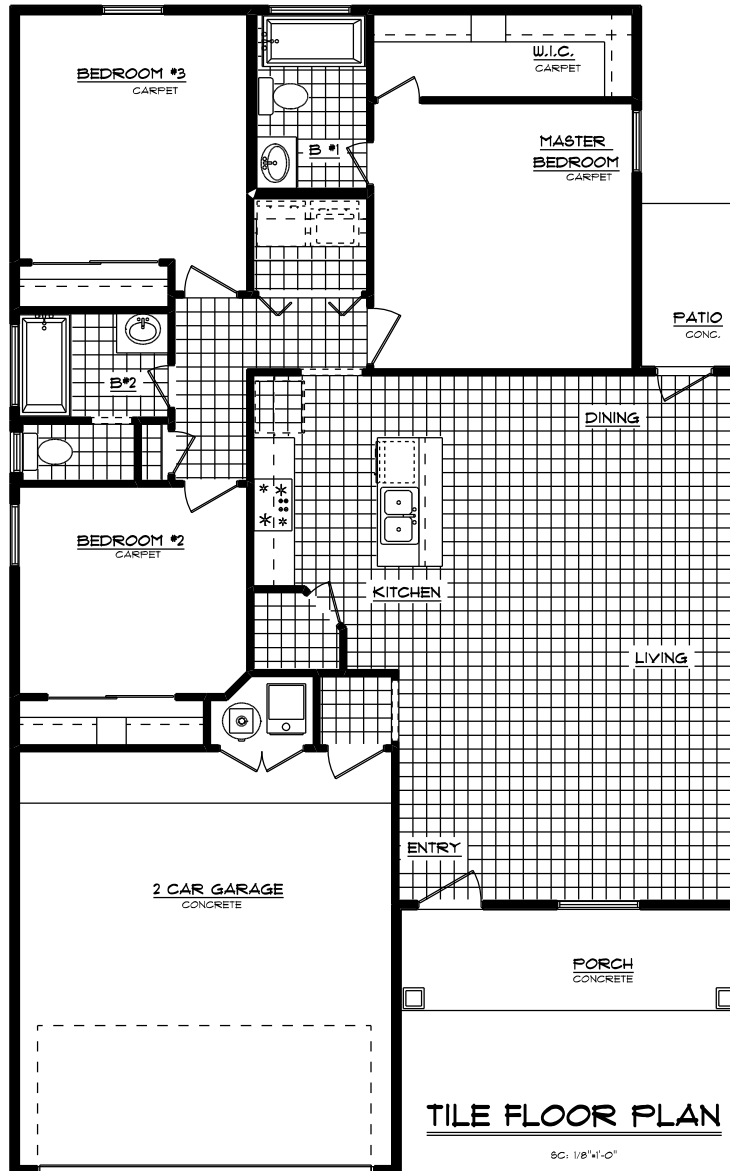 BEDROOM #3
CARPET
W.I.C.
CARPET
B #1
MASTER
BEDROOM
CARPET
PATIO
CONC.
B#2
DINING
BEDROOM #2
CARPET
KITCHEN
LIVING
ENTRY
2 CAR GARAGE
CONCRETE
PORCH
CONCRETE
TILE FLOOR PLAN
SC: 1/8"=1'-0"